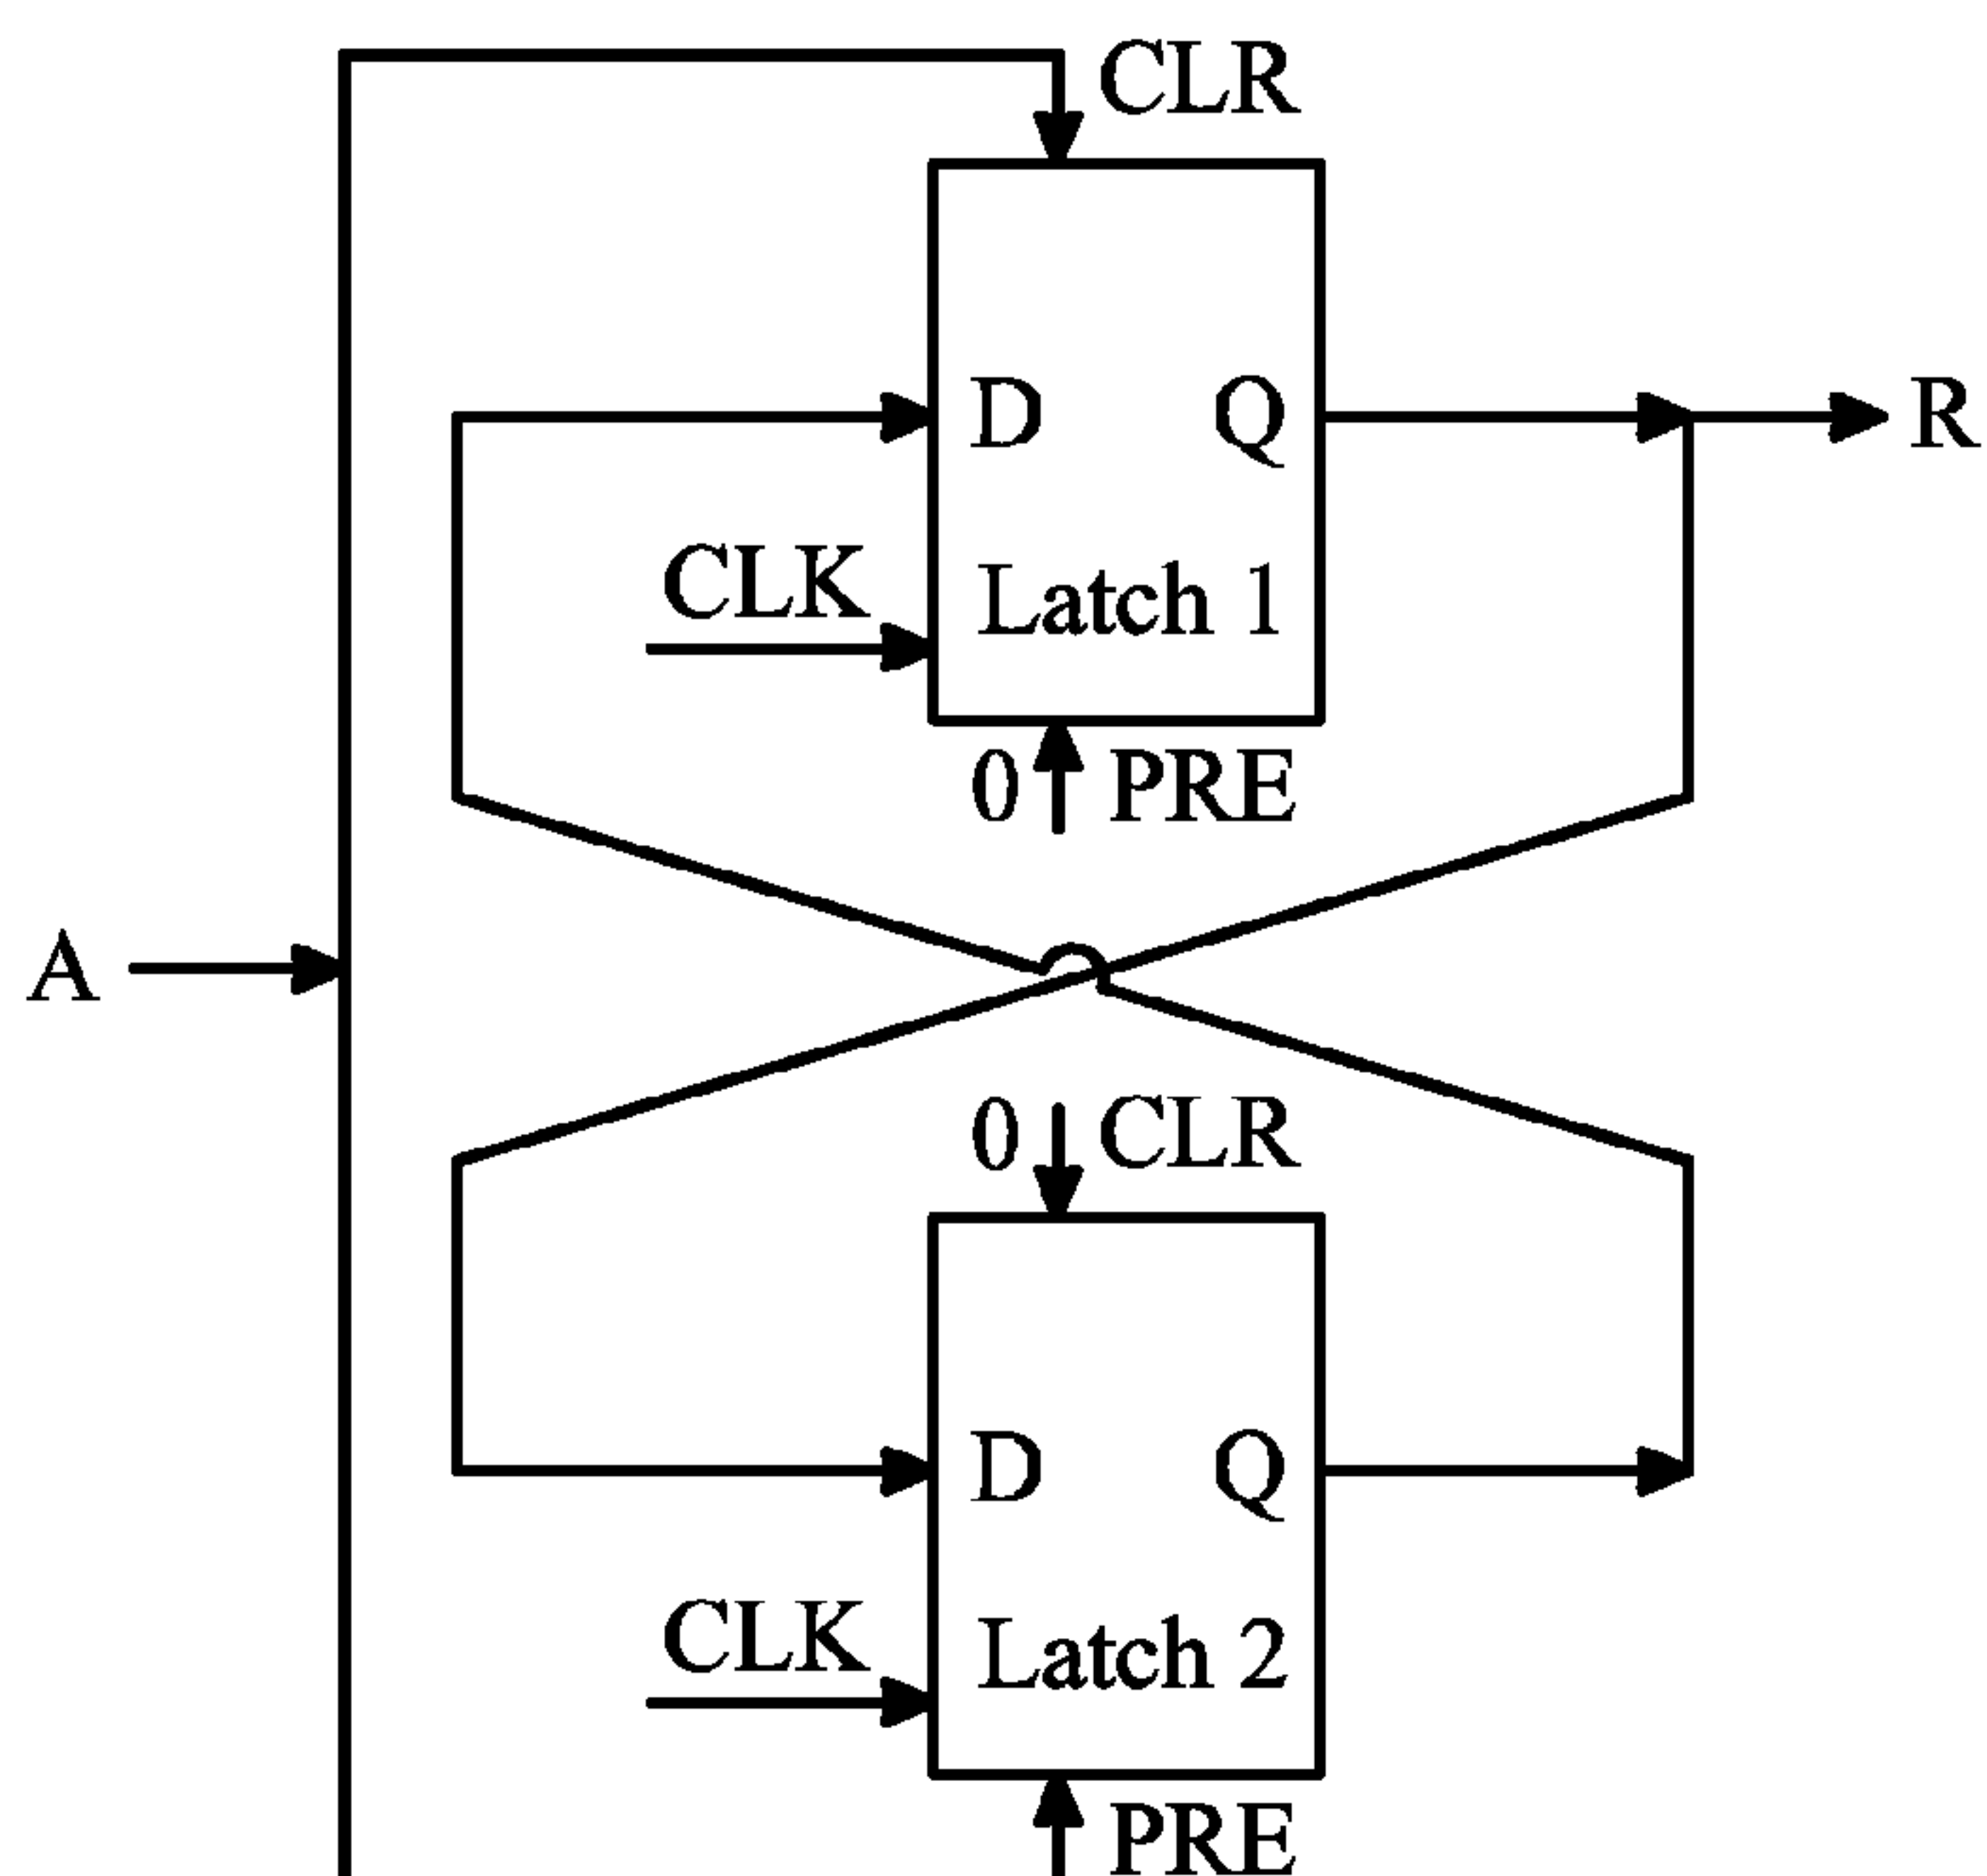 CLR
D Q R
CLK
Latch 1
0 PRE
A
0 CLR
D Q
CLK
Latch 2
PRE